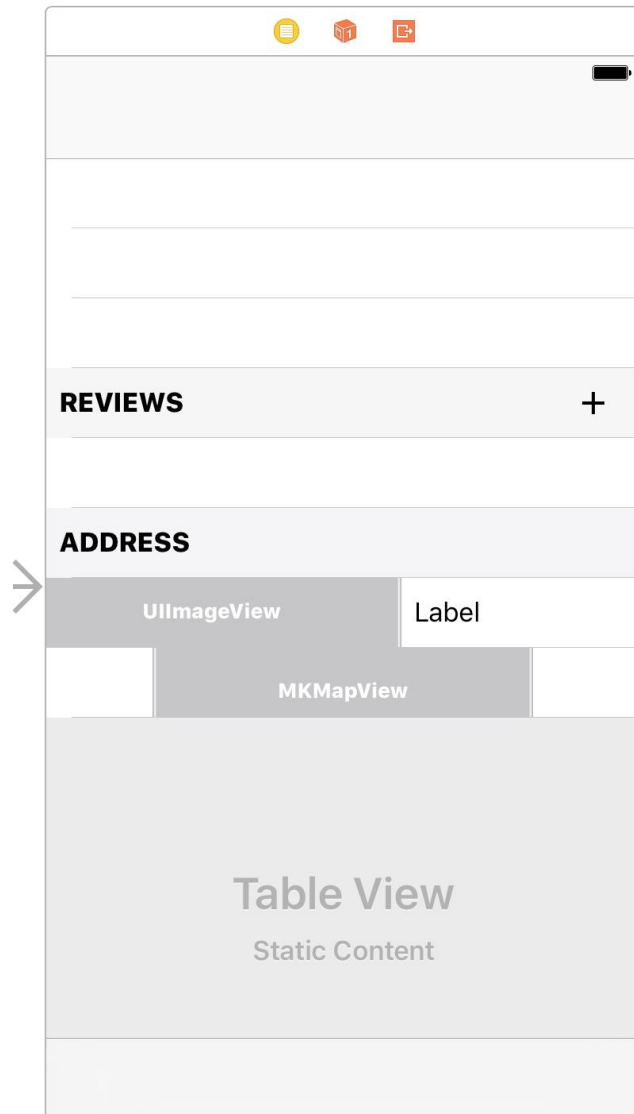 REVIEWS +
ADDRESS
UIImageView Label
MKMapView
Table View
Static Content